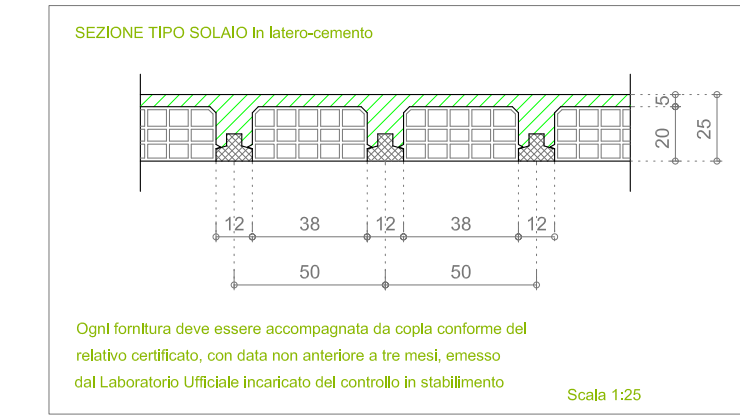 SEZIONE TIPO SOLAIO In latero-cemento
5
20
25
12 38 12 38 12
50 50
Ogni fornitura deve essere accompagnata da copia conforme del
relativo certificato, con data non anteriore a tre mesi, emesso
dal Laboratorio Ufficiale incaricato del controllo in stabilimento
Scala 1:25